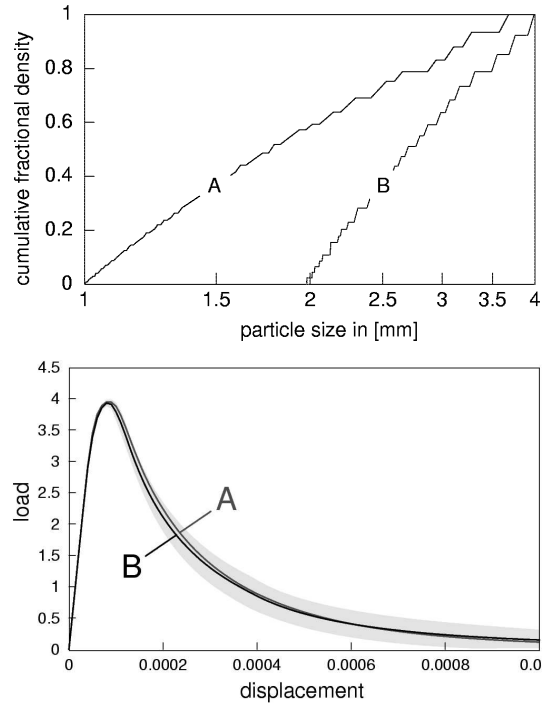 1
0.8
0.6
0.4
0.2
0
cumulative fractional density
A
B
1 1.5 2 2.5 3 3.5 4
particle size in [mm]
4.5
4
3.5
3
2.5
2
1.5
1
0.5
0
load
A
B
0 0.0002 0.0004 0.0006 0.0008 0.0
displacement